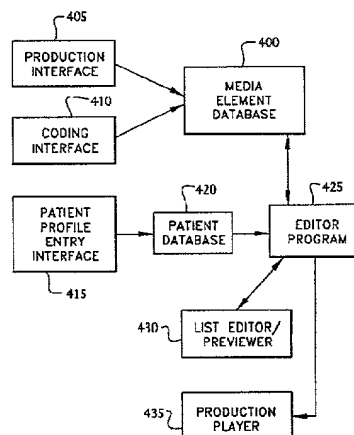 405
PRODUCTION
INTERFACE
410
CODING
INTERFACE
400
MEDIA
ELEMENT
DATABASE
PATIENT
PROFILE
ENTRY
INTERFACE
415
420
PATIENT
DATABASE
425
EDITOR
PROGRAM
430
LIST EDITOR/
PREVIEWER
435
PRODUCTION
PLAYER